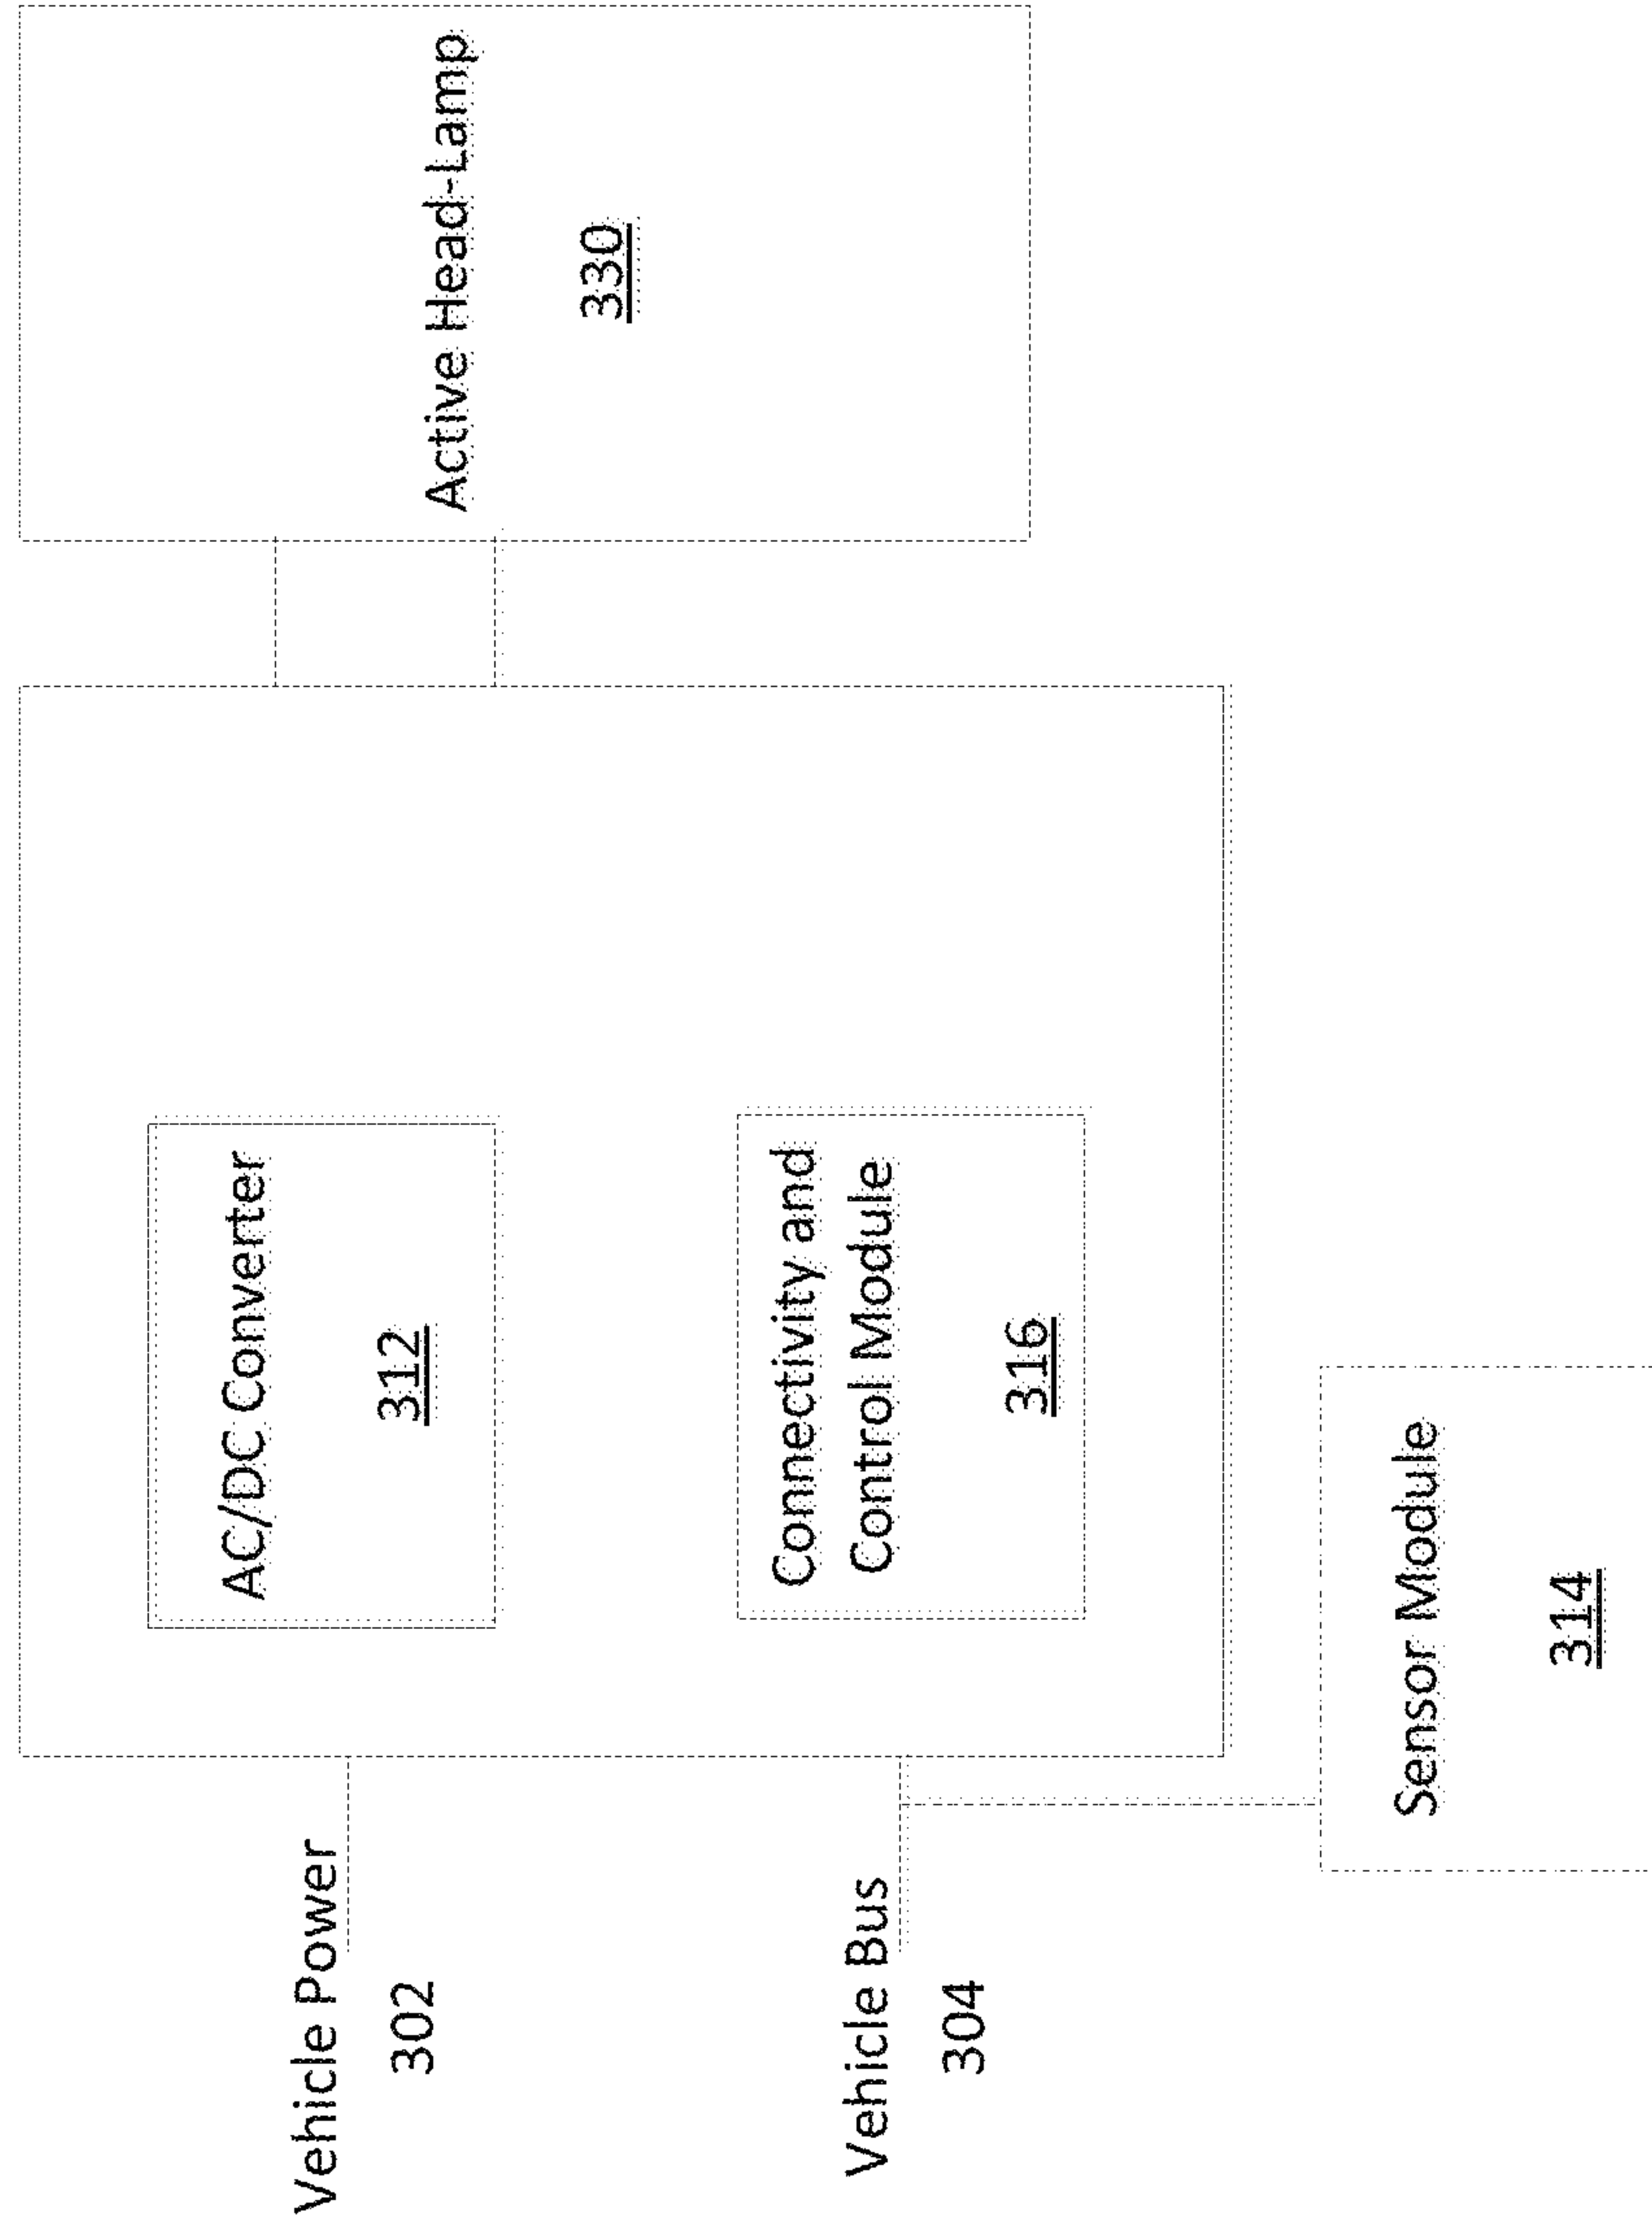 Vehicle Power
302
Vehicle Bus
304
AC/DC Converter
312
Connectivity and
Control Module
316
Sensor Module
314
Active Head-Lamp
330